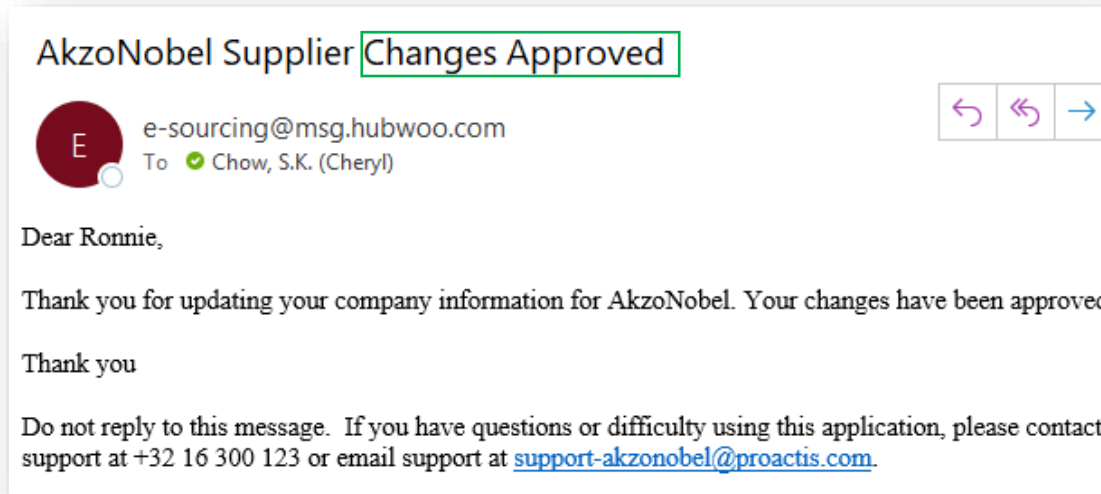 AkzoNobel Supplier Changes Approved
E
e-sourcing@msg.hubwoo.com
To Chow, S.K. (Cheryl)
Dear Ronnie,
Thank you for updating your company information for AkzoNobel. Your changes have been approved
Thank you
Do not reply to this message.  If you have questions or difficulty using this application, please contact
support at +32 16 300 123 or email support at support-akzonobel@proactis.com.